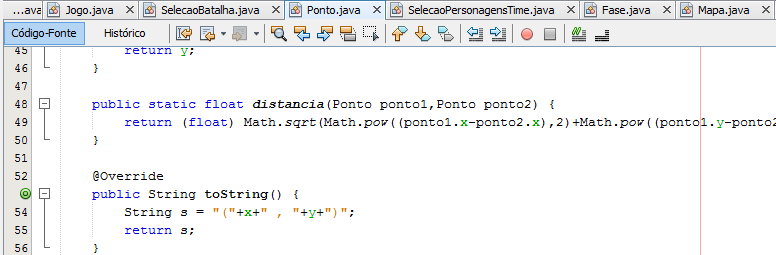 ...ava Jogo.java SelecaoBatalha.java Ponto.java SelecaoPersonagensTime.java Fase.java Mapa.java
Código-Fonte Histórico
45 return y;
46 }
47
48 public static float distancia(Ponto ponto1,Ponto ponto2) {
49 return (float) Math.sqrt(Math.pow((ponto1.x-ponto2.x),2)+Math.pow((ponto1.y-ponto2
50 }
51
52 @Override
public String toString() {
54 String s = "("+x+" , "+y+")";
55 return s;
56 }